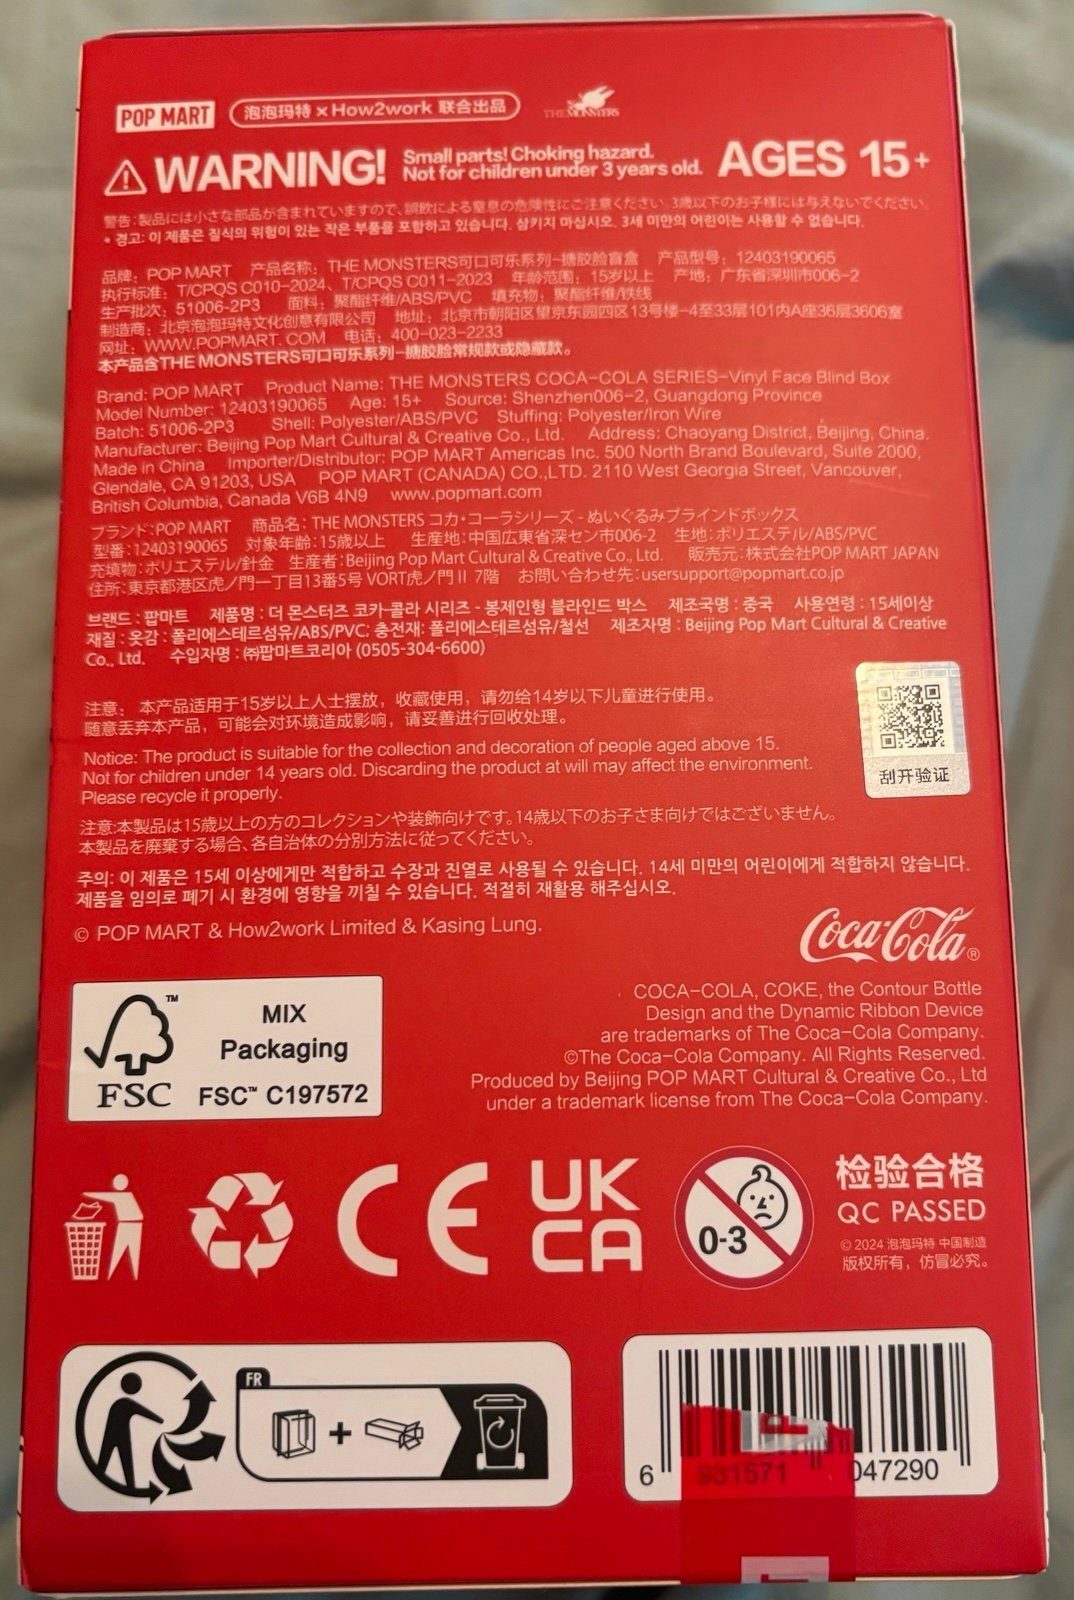 POP MART 泡泡玛特 × How2work 联合出品 THE MONSTERS
WARNING! Small parts! Choking hazard. AGES 15+
Not for children under 3 years old.
警告:製品には小さな部品が含まれていますので、誤飲による窒息の危険性にご注意ください。3歳以下のお子様には与えないでください。
• 경고: 이 제품은 질식의 위험이 있는 작은 부품을 포함하고 있습니다. 삼키지 마십시오. 3세 미만의 어린이는 사용할 수 없습니다.
品牌：POP MART 产品名称：THE MONSTERS可口可乐系列-搪胶脸盲盒 产品型号：12403190065
执行标准：T/CPQS C010-2024、T/CPQS C011-2023 年龄范围：15岁以上 产地：广东省深圳市006-2
生产批次：51006-2P3 面料：聚酯纤维/ABS/PVC 填充物：聚酯纤维/铁线
制造商：北京泡泡玛特文化创意有限公司 地址：北京市朝阳区望京东园四区13号楼-4至33层101内A座36层3606室
网址：WWW.POPMART.COM 电话：400-023-2233
本产品含THE MONSTERS可口可乐系列-搪胶脸常规款或隐藏款。
Brand: POP MART Product Name: THE MONSTERS COCA-COLA SERIES-Vinyl Face Blind Box
Model Number: 12403190065 Age: 15+ Source: Shenzhen006-2, Guangdong Province
Batch: 51006-2P3 Shell: Polyester/ABS/PVC Stuffing: Polyester/Iron Wire
Manufacturer: Beijing Pop Mart Cultural & Creative Co., Ltd. Address: Chaoyang District, Beijing, China.
Made in China Importer/Distributor: POP MART Americas Inc. 500 North Brand Boulevard, Suite 2000,
Glendale, CA 91203, USA POP MART (CANADA) CO.,LTD. 2110 West Georgia Street, Vancouver,
British Columbia, Canada V6B 4N9 www.popmart.com
ブランド:POP MART 商品名：THE MONSTERS コカ・コーラシリーズ - ぬいぐるみブラインドボックス
型番:12403190065 対象年齢:15歳以上 生産地:中国広東省深セン市006-2 生地:ポリエステル/ABS/PVC
充填物:ポリエステル/針金 生産者:Beijing Pop Mart Cultural & Creative Co., Ltd. 販売元:株式会社POP MART JAPAN
住所:東京都港区虎ノ門一丁目13番5号 VORT虎ノ門Ⅱ 7階 お問い合わせ先:usersupport@popmart.co.jp
브랜드 : 팝마트 제품명 : 더 몬스터즈 코카-콜라 시리즈 - 봉제인형 블라인드 박스 제조국명 : 중국 사용연령 : 15세이상
재질 : 옷감 : 폴리에스테르섬유/ABS/PVC; 충전재: 폴리에스테르섬유/철선 제조자명 : Beijing Pop Mart Cultural & Creative
Co., Ltd. 수입자명 : ㈜팝마트코리아 (0505-304-6600)
注意：本产品适用于15岁以上人士摆放，收藏使用，请勿给14岁以下儿童进行使用。
随意丢弃本产品，可能会对环境造成影响，请妥善进行回收处理。
刮开验证
Notice: The product is suitable for the collection and decoration of people aged above 15.
Not for children under 14 years old. Discarding the product at will may affect the environment.
Please recycle it properly.
注意:本製品は15歳以上の方のコレクションや装飾向けです。14歳以下のお子さま向けではございません。
本製品を廃棄する場合、各自治体の分別方法に従ってください。
주의: 이 제품은 15세 이상에게만 적합하고 수장과 진열로 사용될 수 있습니다. 14세 미만의 어린이에게 적합하지 않습니다.
제품을 임의로 폐기 시 환경에 영향을 끼칠 수 있습니다. 적절히 재활용 해주십시오.
© POP MART & How2work Limited & Kasing Lung.
Coca-Cola®
COCA-COLA, COKE, the Contour Bottle
Design and the Dynamic Ribbon Device
are trademarks of The Coca-Cola Company.
©The Coca-Cola Company. All Rights Reserved.
Produced by Beijing POP MART Cultural & Creative Co., Ltd
under a trademark license from The Coca-Cola Company.
FSC™
MIX
Packaging
FSC™ C197572
CE
UK
CA
0-3
检验合格
QC PASSED
© 2024 泡泡玛特 中国制造
版权所有，仿冒必究。
FR
6 931571 047290